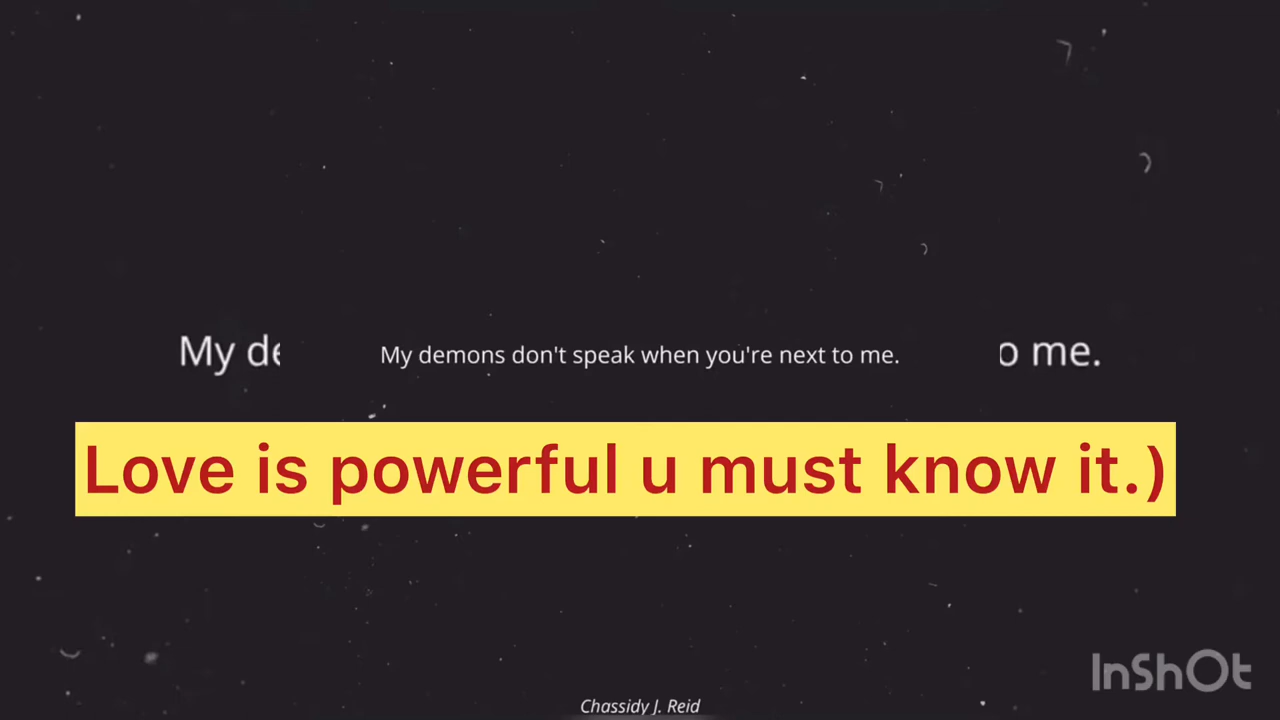 My de My demons don't speak when you're next to me. o me.
Love is powerful u must know it.)
InShOt
Chassidy J. Reid